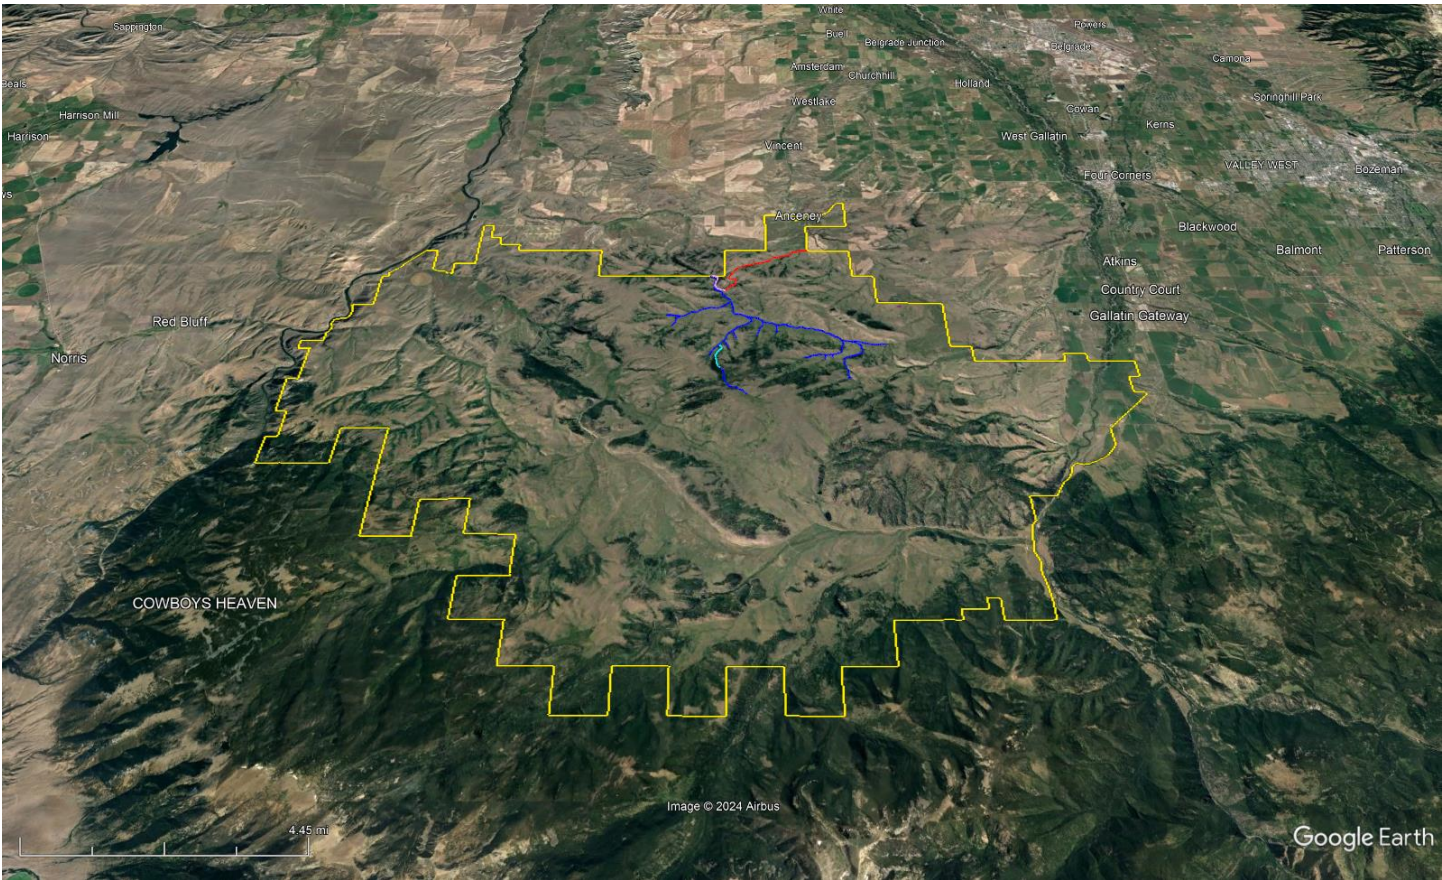 White
Sappington
Powers
Buell
Belgrade Junction
Belgrade
Camona
Amsterdam
Churchhill
Holland
Springhill Park
Westlake
Cowan
Harrison Mill
Kerns
Harrison
West Gallatin
Vincent
VALLEY WEST
Bozeman
Four Corners
Anceney
Blackwood
Balmont
Patterson
Atkins
Country Court
Red Bluff
Gallatin Gateway
Norris
COWBOYS HEAVEN
Image © 2024 Airbus
4.45 mi
Google Earth